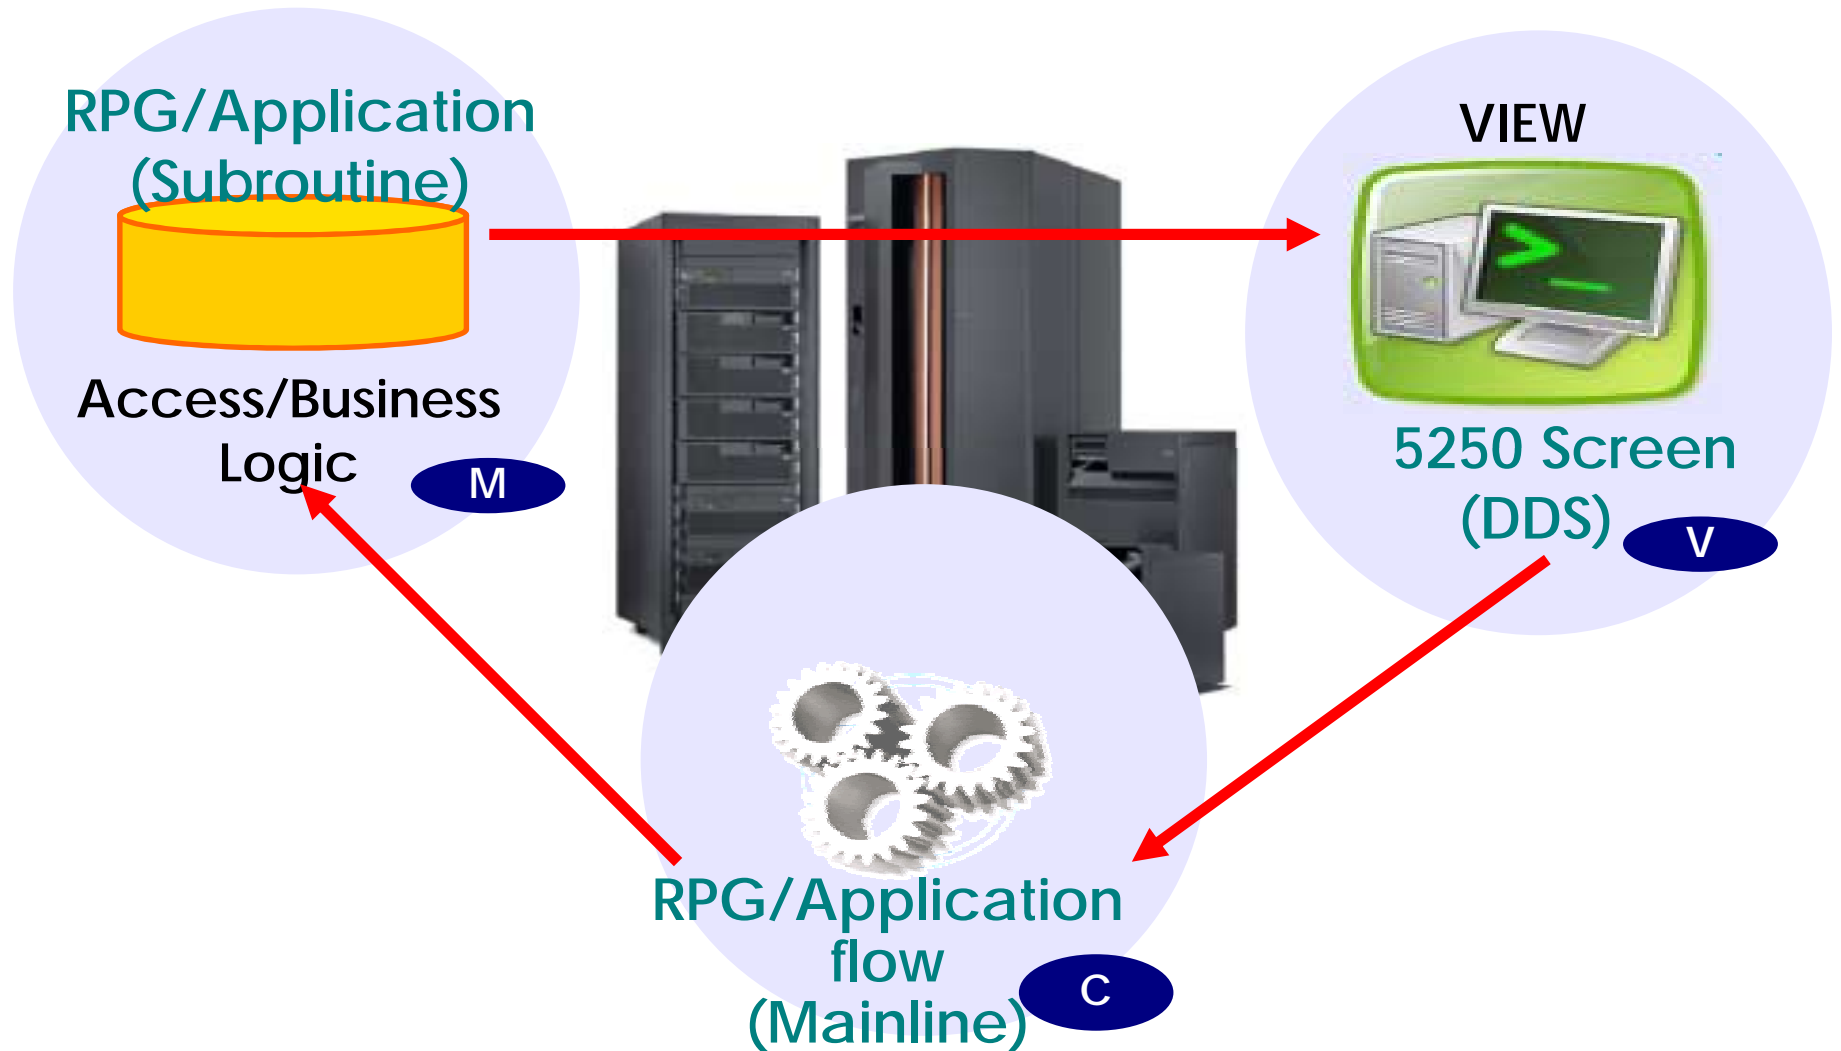 RPG/Application
(Subroutine)
Access/Business
Logic
M
VIEW
>_
5250 Screen
(DDS)
V
RPG/Application
flow
(Mainline)
C